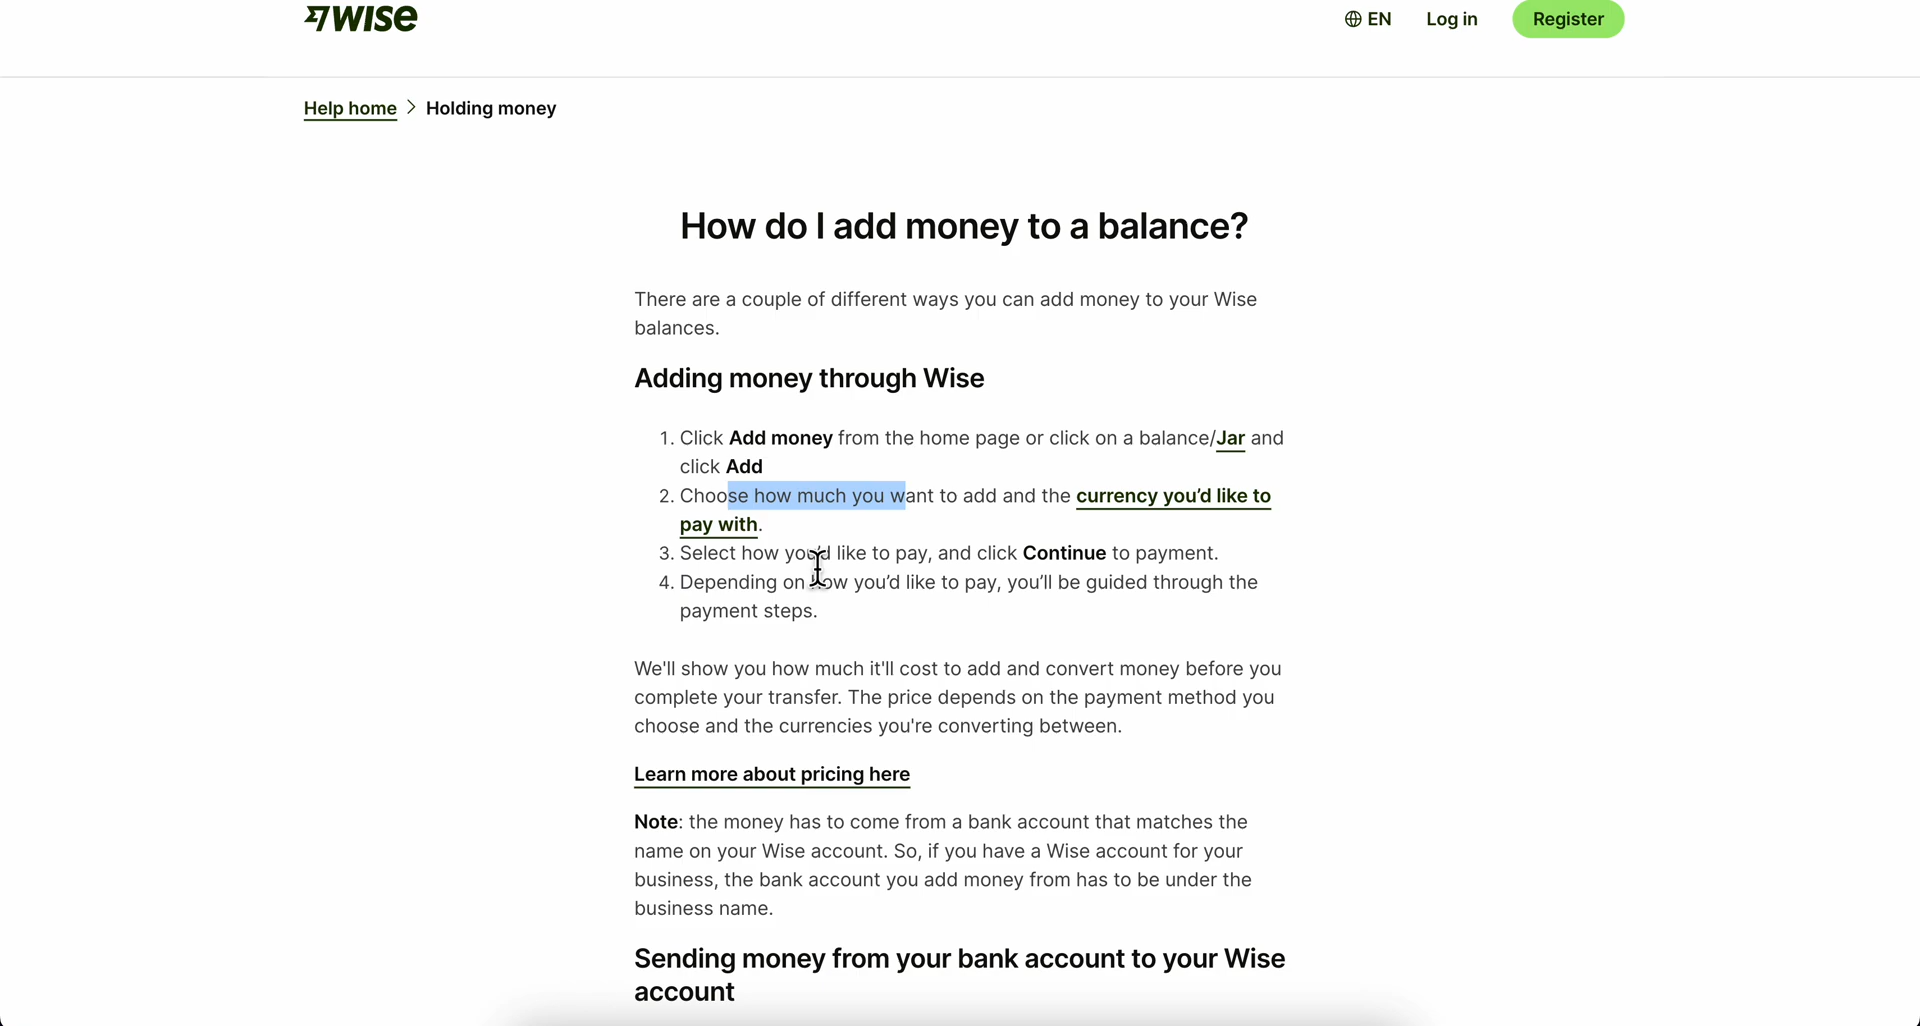 WISE
EN Log in Register
Help home > Holding money
How do I add money to a balance?
There are a couple of different ways you can add money to your Wise
balances.
Adding money through Wise
1. Click Add money from the home page or click on a balance/Jar and
click Add
2. Choose how much you want to add and the currency you’d like to
pay with.
3. Select how you’d like to pay, and click Continue to payment.
4. Depending on how you’d like to pay, you’ll be guided through the
payment steps.
We'll show you how much it'll cost to add and convert money before you
complete your transfer. The price depends on the payment method you
choose and the currencies you're converting between.
Learn more about pricing here
Note: the money has to come from a bank account that matches the
name on your Wise account. So, if you have a Wise account for your
business, the bank account you add money from has to be under the
business name.
Sending money from your bank account to your Wise
account